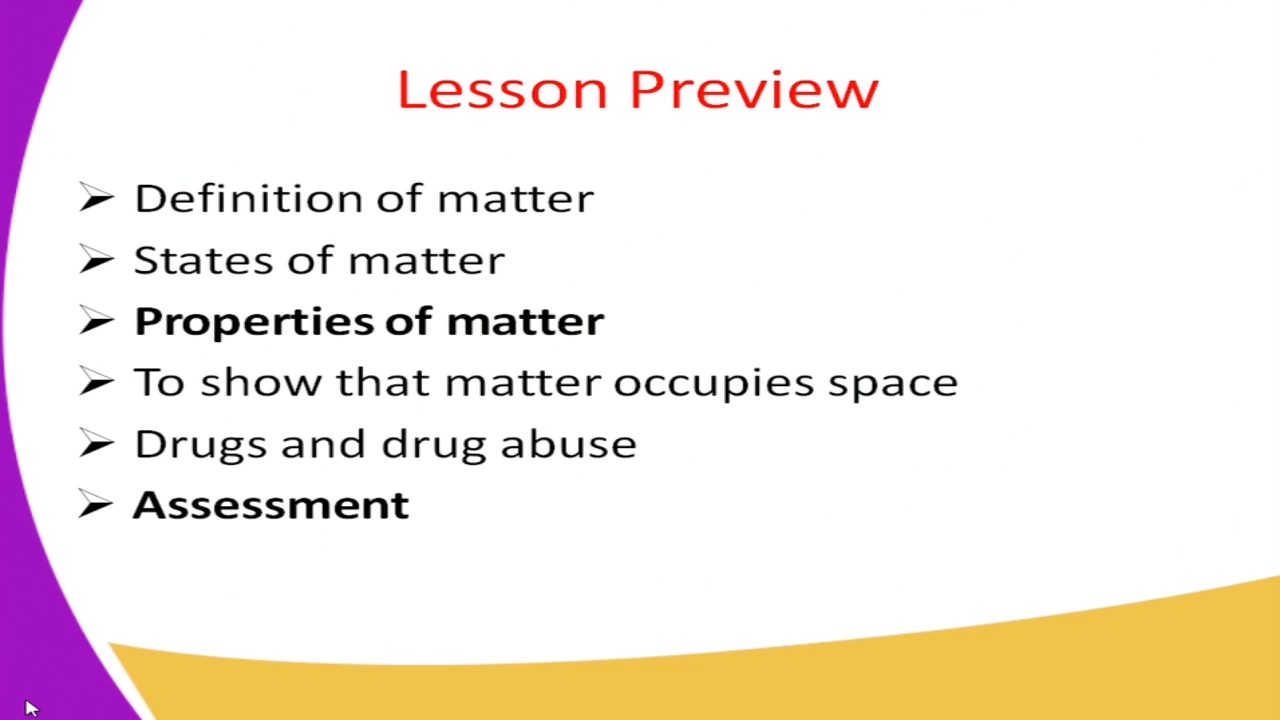 Lesson Preview
Definition of matter
States of matter
Properties of matter
To show that matter occupies space
Drugs and drug abuse
Assessment